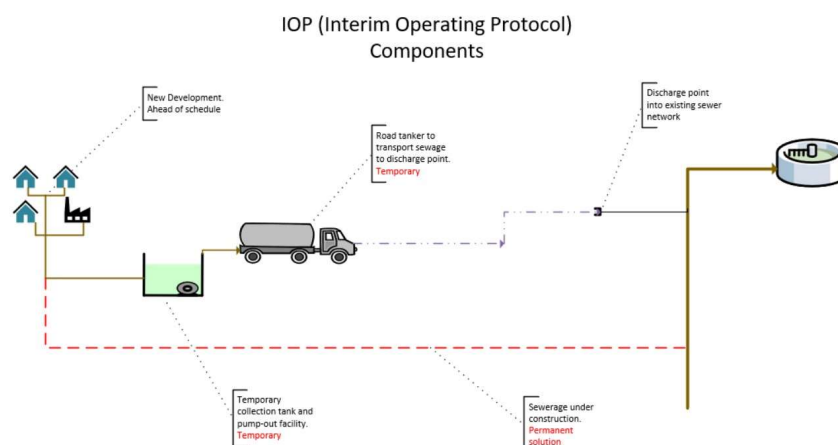 IOP (Interim Operating Protocol)
Components
New Development.
Ahead of schedule
Road tanker to
transport sewage
to discharge point.
Temporary
Discharge point
into existing sewer
network
Temporary
collection tank and
pump-out facility.
Temporary
Sewerage under
construction.
Permanent
solution